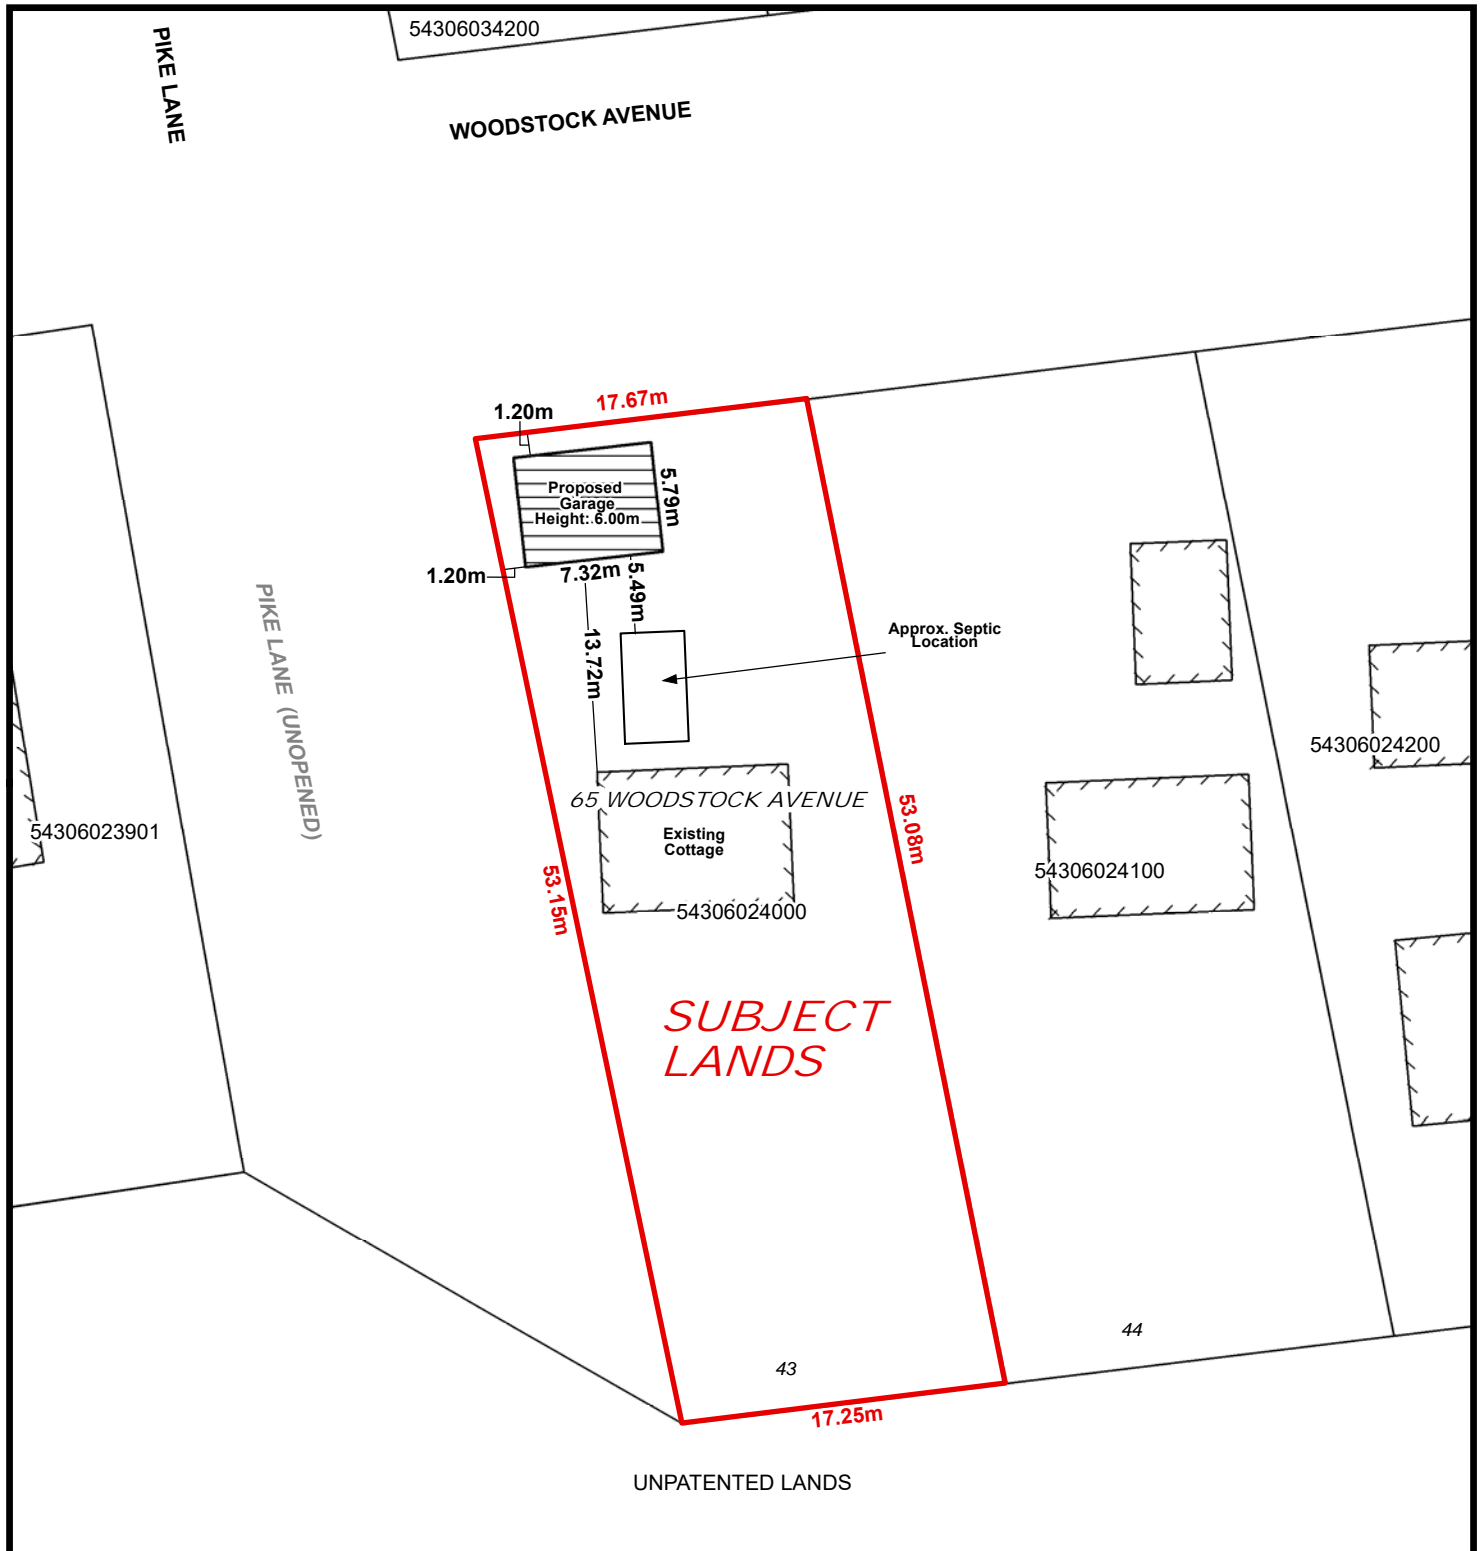 54306034200
PIKE LANE
WOODSTOCK AVENUE
17.67m
1.20m
5.79m
Proposed
Garage
Height: 6.00m
1.20m
7.32m
5.49m
PIKE LANE (UNOPENED)
13.72m
Approx. Septic
Location
54306024200
65 WOODSTOCK AVENUE
53.08m
54306023901
Existing
Cottage
54306024100
53.15m
54306024000
SUBJECT
LANDS
44
43
17.25m
UNPATENTED LANDS